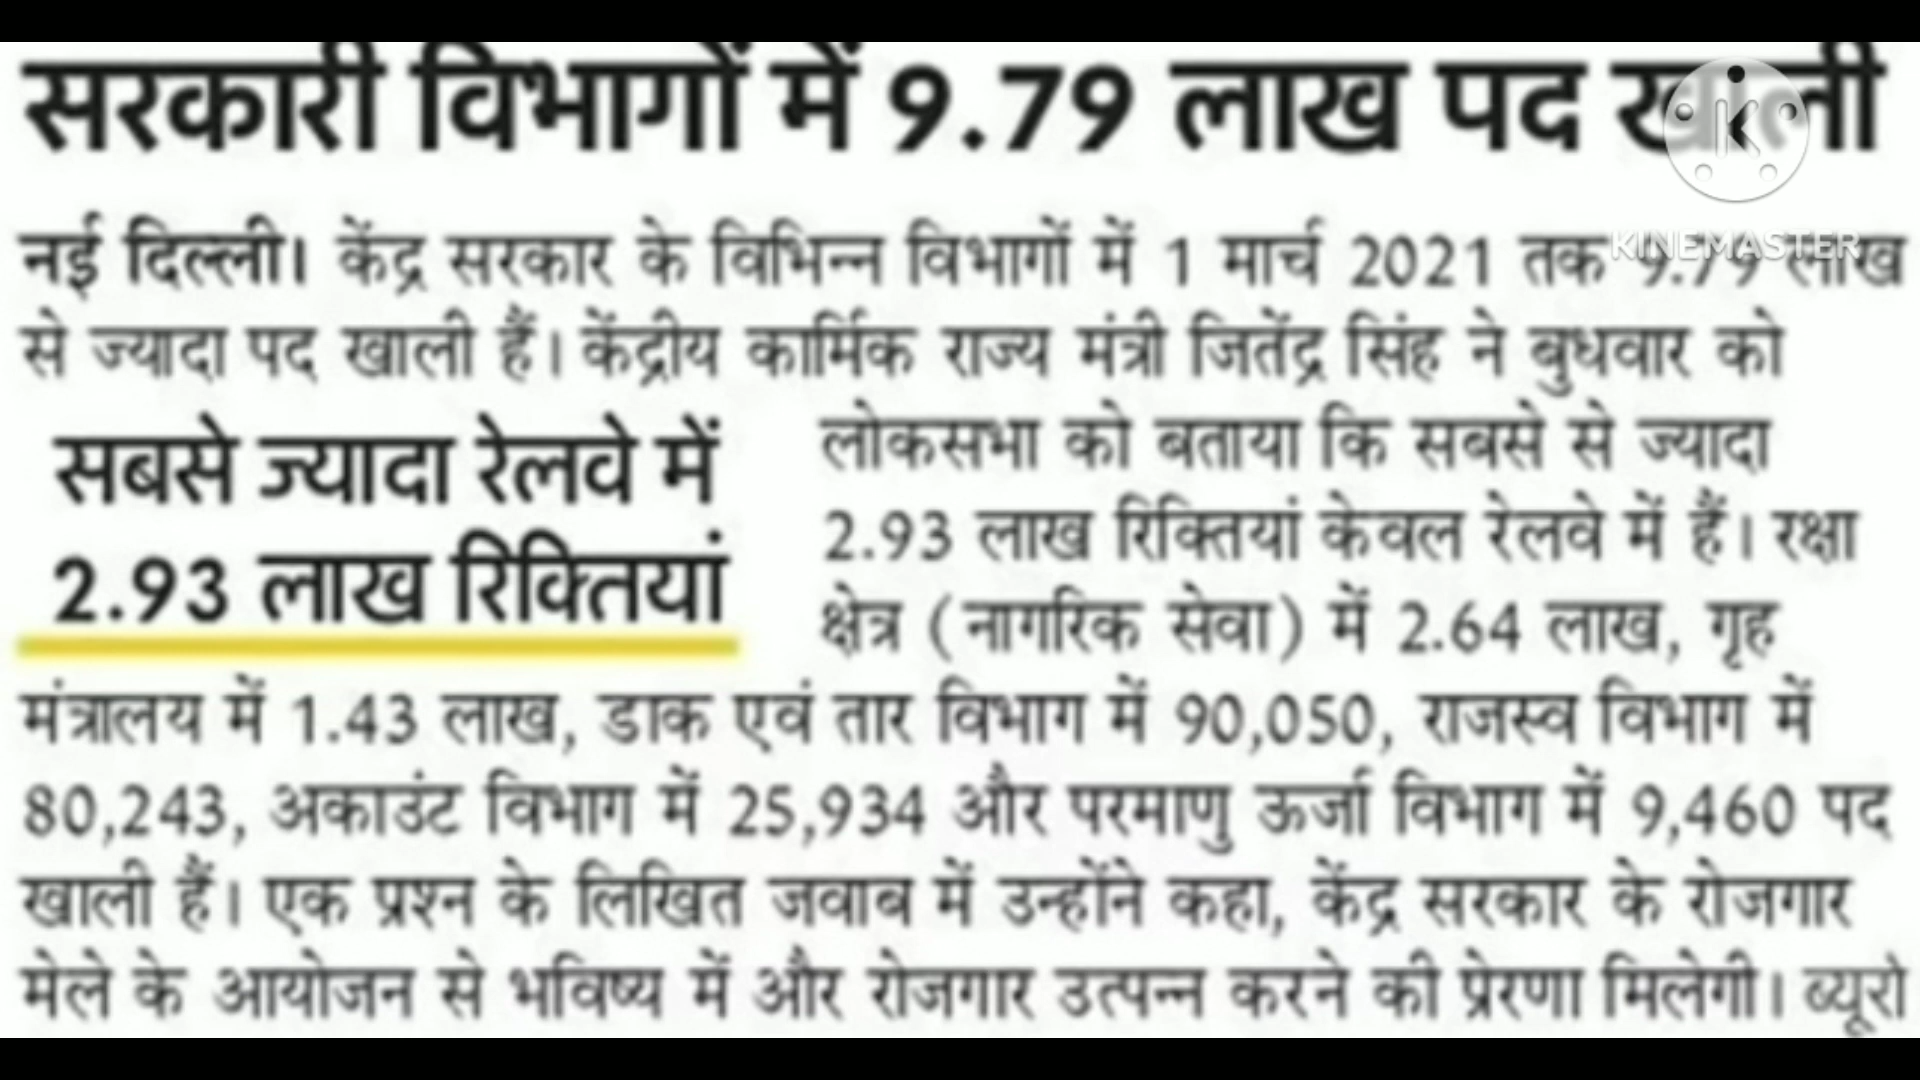 सरकारी विभागों में 9.79 लाख पद खाली
नई दिल्ली। केंद्र सरकार के विभिन्न विभागों में 1 मार्च 2021 तक 9.79 लाख
से ज्यादा पद खाली हैं। केंद्रीय कार्मिक राज्य मंत्री जितेंद्र सिंह ने बुधवार को
सबसे ज्यादा रेलवे में
2.93 लाख रिक्तियां
लोकसभा को बताया कि सबसे से ज्यादा
2.93 लाख रिक्तियां केवल रेलवे में हैं। रक्षा
क्षेत्र (नागरिक सेवा) में 2.64 लाख, गृह
मंत्रालय में 1.43 लाख, डाक एवं तार विभाग में 90,050, राजस्व विभाग में
80,243, अकाउंट विभाग में 25,934 और परमाणु ऊर्जा विभाग में 9,460 पद
खाली हैं। एक प्रश्न के लिखित जवाब में उन्होंने कहा, केंद्र सरकार के रोजगार
मेले के आयोजन से भविष्य में और रोजगार उत्पन्न करने की प्रेरणा मिलेगी। ब्यूरो
K
KINEMASTER